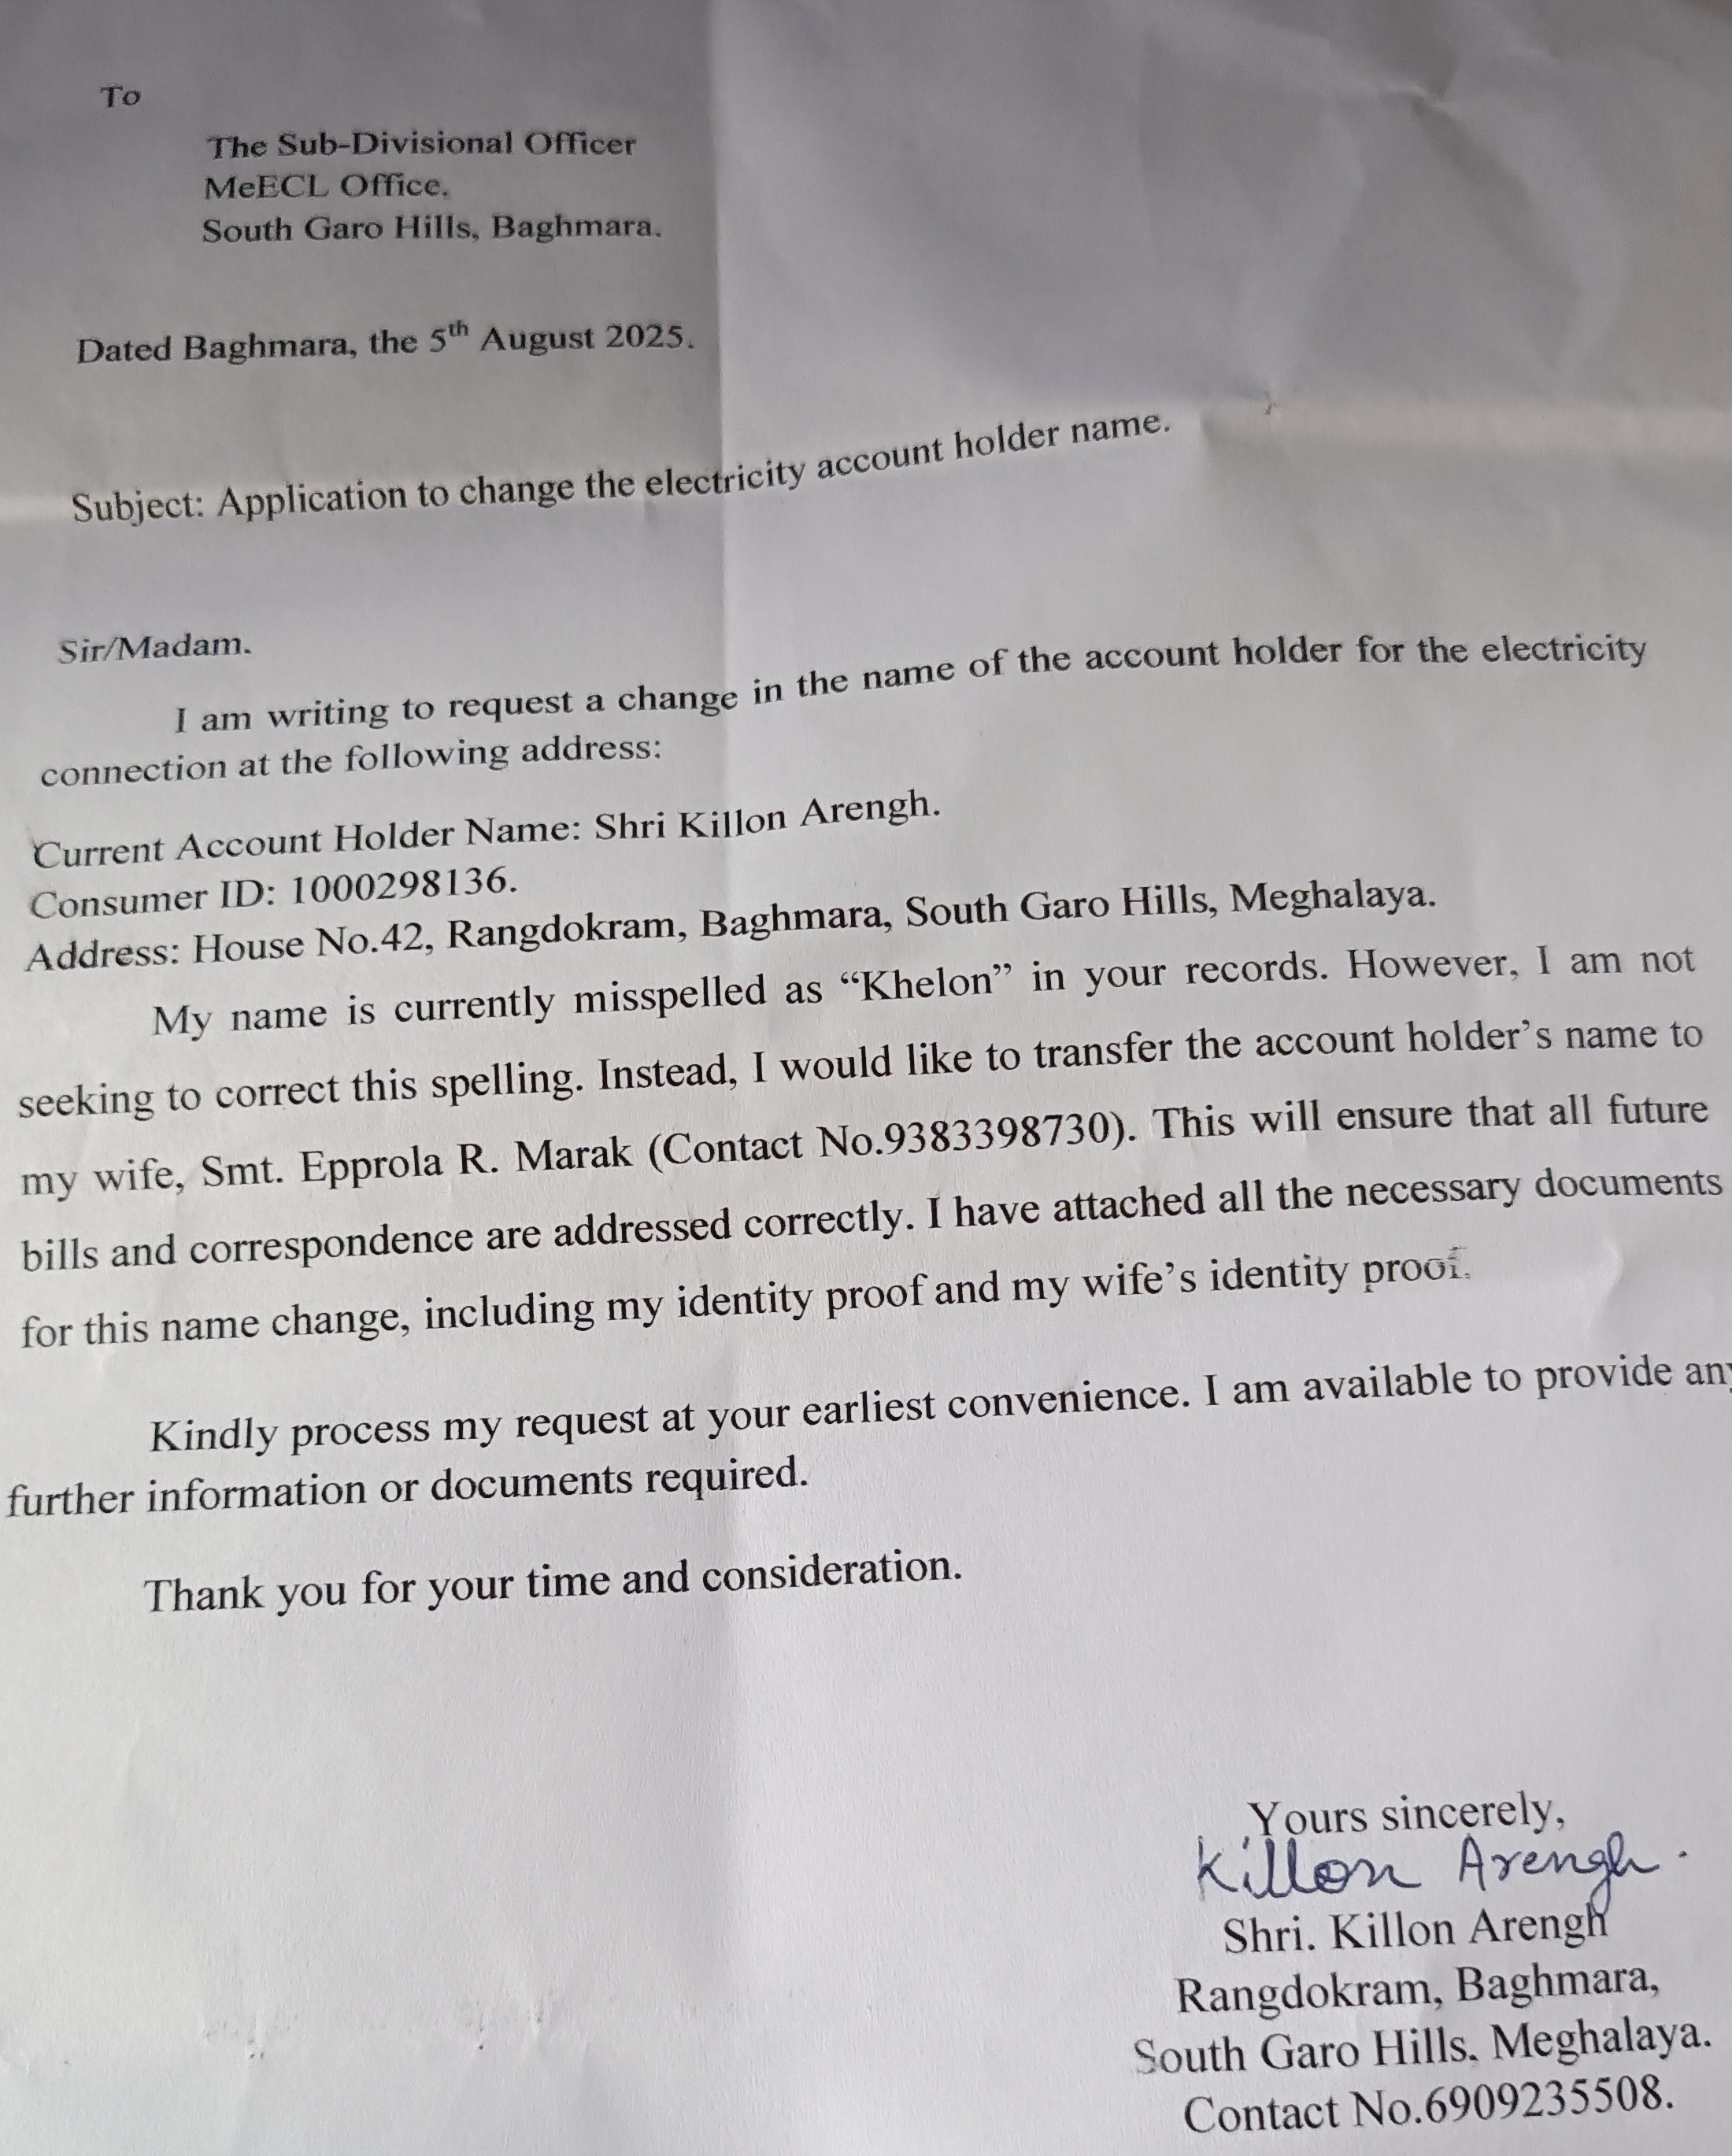 To
The Sub-Divisional Officer
MeECL Office.
South Garo Hills, Baghmara.
Dated Baghmara, the 5th August 2025.
Subject: Application to change the electricity account holder name.
Sir/Madam.
I am writing to request a change in the name of the account holder for the electricity
connection at the following address:
Current Account Holder Name: Shri Killon Arengh.
Consumer ID: 1000298136.
Address: House No.42, Rangdokram, Baghmara, South Garo Hills, Meghalaya.
My name is currently misspelled as “Khelon” in your records. However, I am not
seeking to correct this spelling. Instead, I would like to transfer the account holder’s name to
my wife, Smt. Epprola R. Marak (Contact No.9383398730). This will ensure that all future
bills and correspondence are addressed correctly. I have attached all the necessary documents
for this name change, including my identity proof and my wife’s identity proof.
Kindly process my request at your earliest convenience. I am available to provide any
further information or documents required.
Thank you for your time and consideration.
Yours sincerely,
Killon Arengh.
Shri. Killon Arengh
Rangdokram, Baghmara,
South Garo Hills, Meghalaya.
Contact No.6909235508.